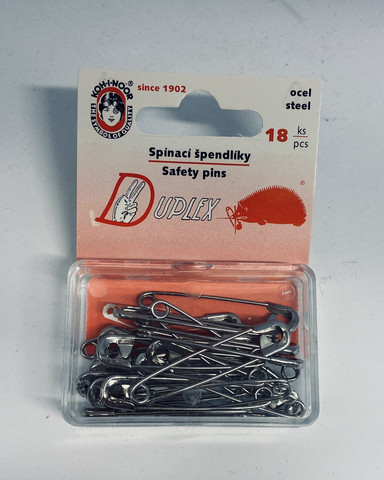 KOH-I-NOOR
THE SYMBOL OF QUALITY
since 1902
ocel
steel
18 ks
pcs
Spínací špendlíky
Safety pins
DUPLEX
®